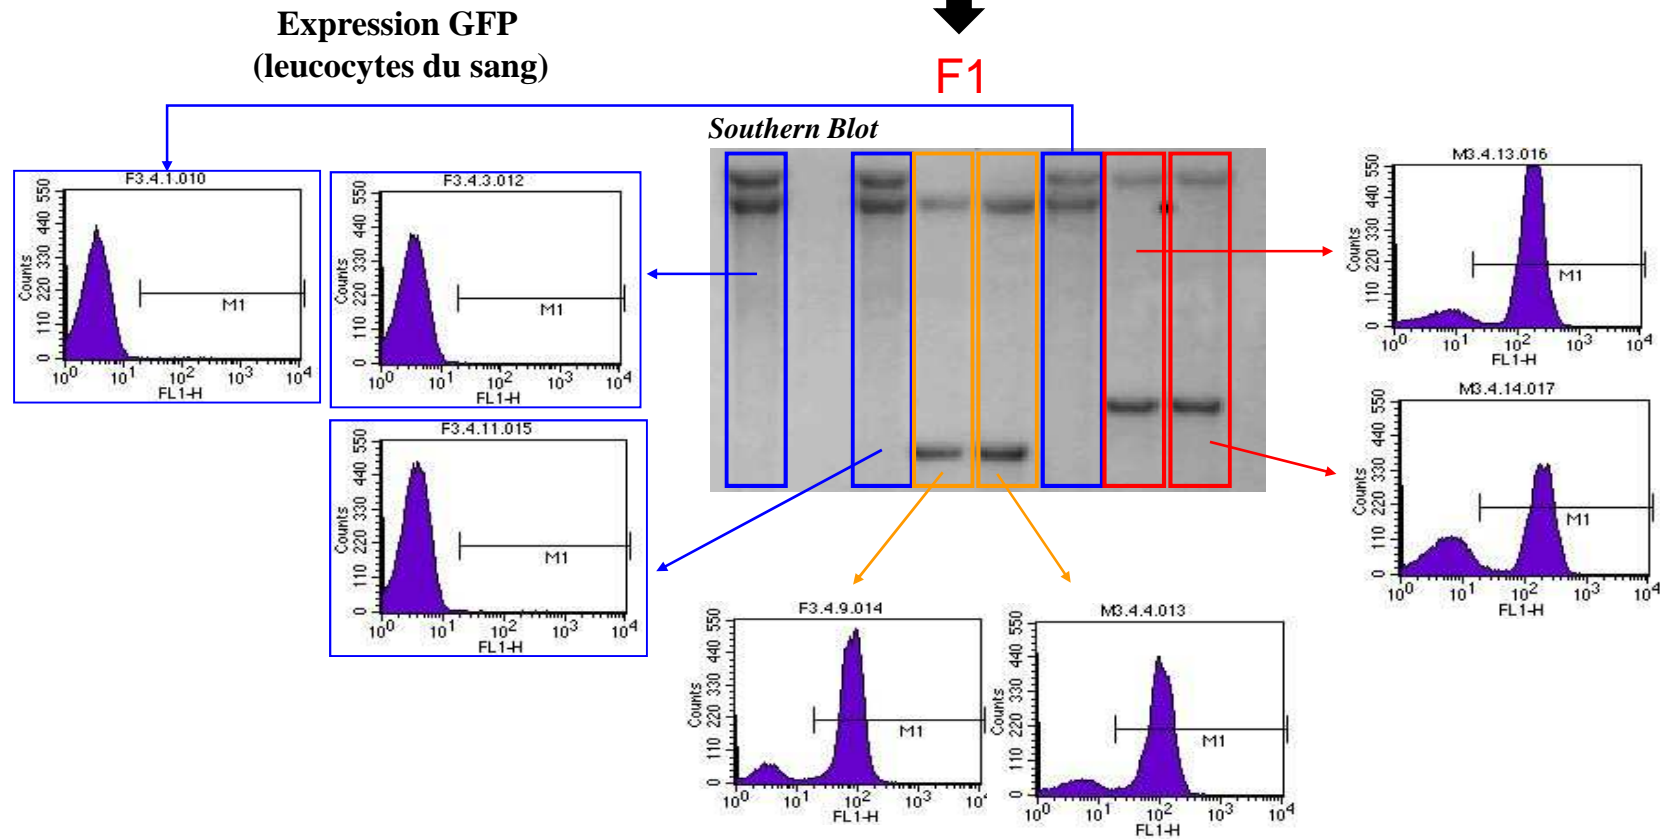 Expression GFP
(leucocytes du sang)
F1
Southern Blot
F3.4.1.010
Counts
0 110 220 330 440 550
M1
10^0 10^1 10^2 10^3 10^4
FL1-H
F3.4.3.012
Counts
0 110 220 330 440 550
M1
10^0 10^1 10^2 10^3 10^4
FL1-H
M3.4.13.016
Counts
0 110 220 330 440 550
M1
10^0 10^1 10^2 10^3 10^4
FL1-H
M3.4.14.017
Counts
0 110 220 330 440 550
M1
10^0 10^1 10^2 10^3 10^4
FL1-H
F3.4.11.015
Counts
0 110 220 330 440 550
M1
10^0 10^1 10^2 10^3 10^4
FL1-H
F3.4.9.014
Counts
0 110 220 330 440 550
M1
10^0 10^1 10^2 10^3 10^4
FL1-H
M3.4.4.013
Counts
0 110 220 330 440 550
M1
10^0 10^1 10^2 10^3 10^4
FL1-H